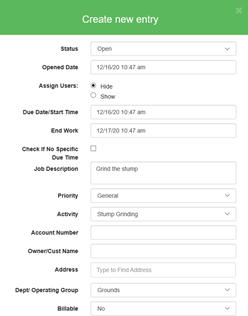 Create new entry
Status Open
Opened Date 12/16/20 10:47 am
Assign Users: Hide
Show
Due Date/Start Time 12/16/20 10:47 am
End Work 12/17/20 10:47 am
Check If No Specific
Due Time
Job Description Grind the stump
Priority General
Activity Stump Grinding
Account Number
Owner/Cust Name
Address Type to Find Address
Dept/ Operating Group Grounds
Billable No